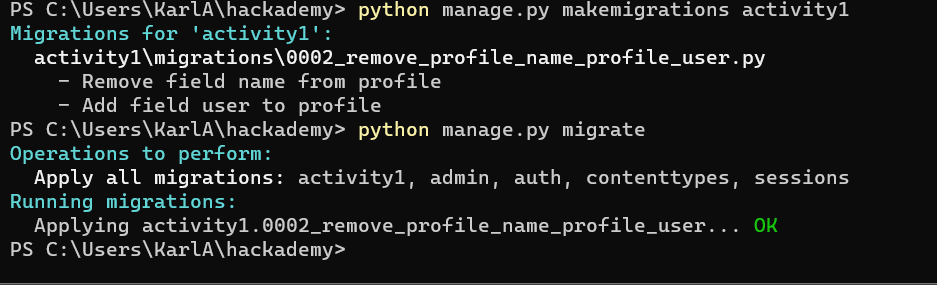 PS C:\Users\KarlA\hackademy> python manage.py makemigrations activity1
Migrations for 'activity1':
  activity1\migrations\0002_remove_profile_name_profile_user.py
    - Remove field name from profile
    - Add field user to profile
PS C:\Users\KarlA\hackademy> python manage.py migrate
Operations to perform:
  Apply all migrations: activity1, admin, auth, contenttypes, sessions
Running migrations:
  Applying activity1.0002_remove_profile_name_profile_user... OK
PS C:\Users\KarlA\hackademy>